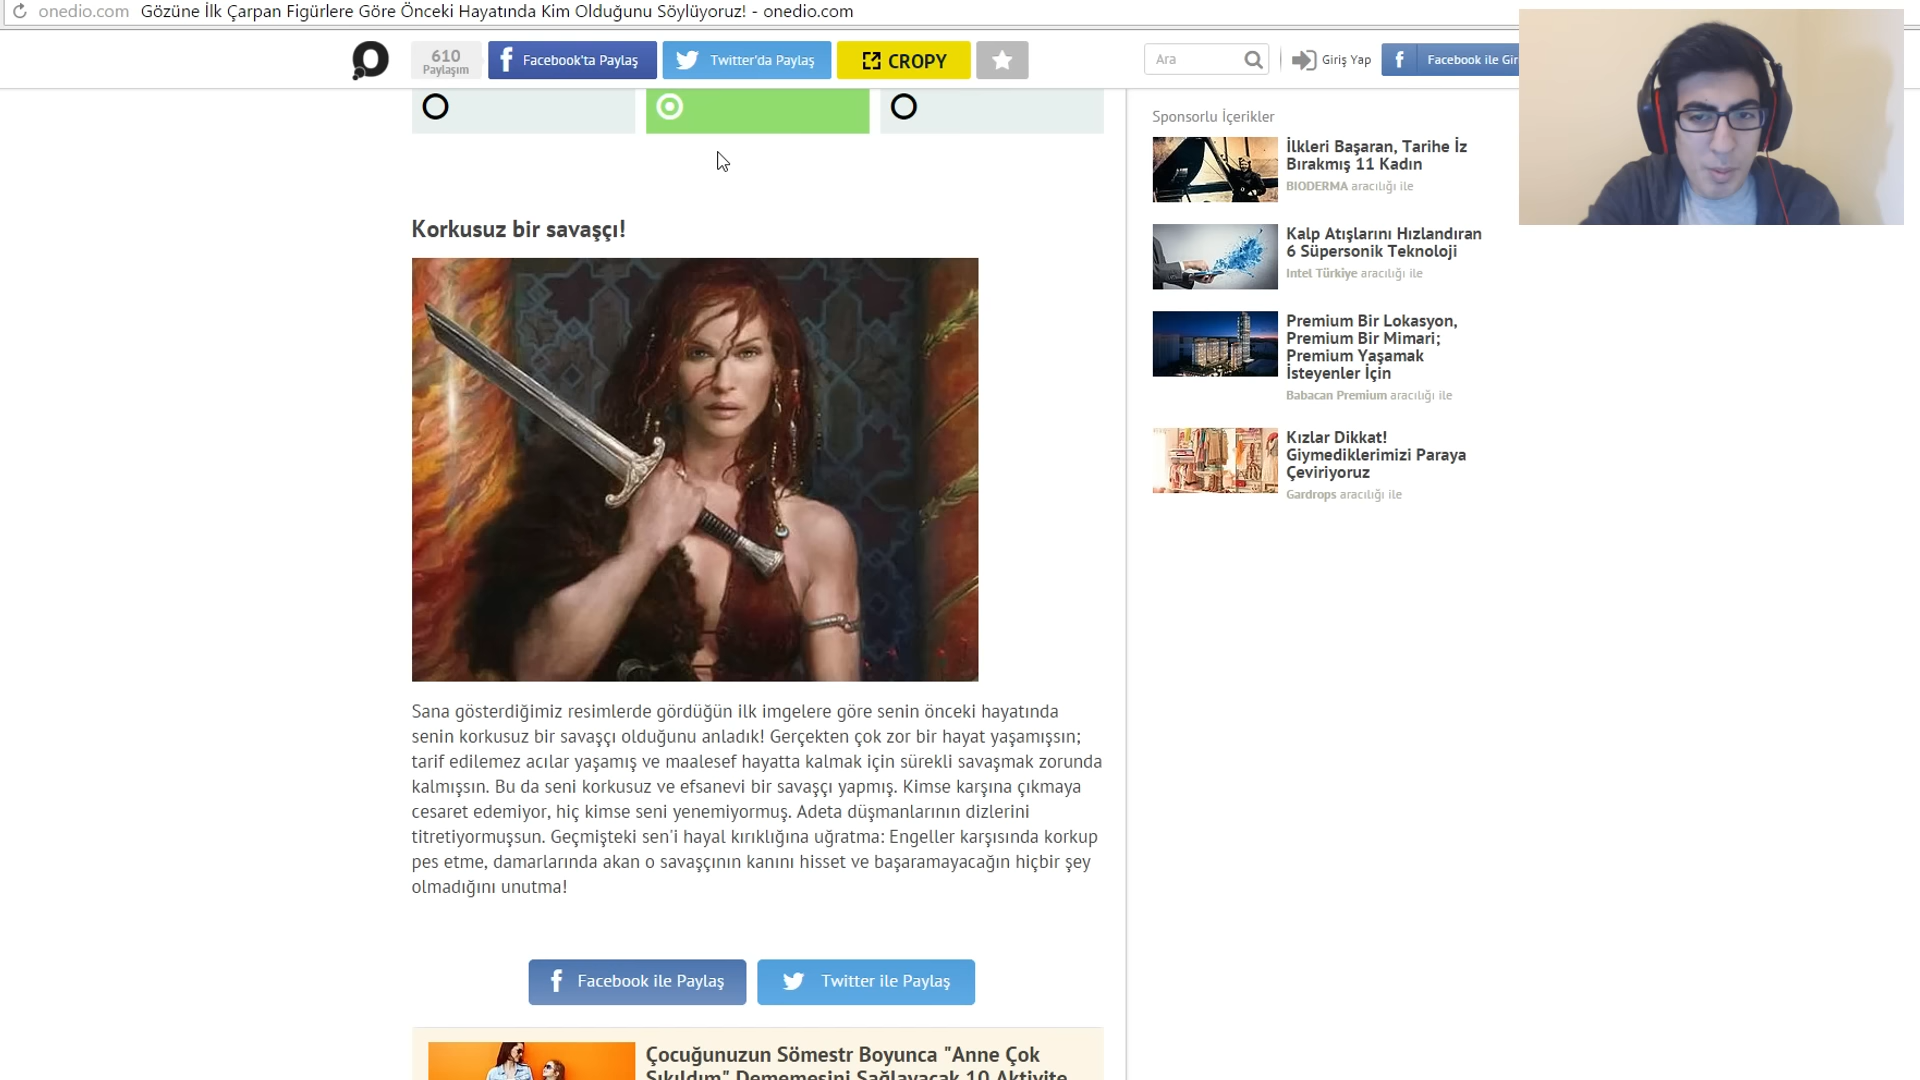 onedio.com Gözüne İlk Çarpan Figürlere Göre Önceki Hayatında Kim Olduğunu Söylüyoruz! - onedio.com
610
Paylaşım
Facebook'ta Paylaş
Twitter'da Paylaş
CROPY
Ara
Giriş Yap
Facebook ile Gir
Korkusuz bir savaşçı!
Sana gösterdiğimiz resimlerde gördüğün ilk imgelere göre senin önceki hayatında
senin korkusuz bir savaşçı olduğunu anladık! Gerçekten çok zor bir hayat yaşamışsın;
tarif edilemez acılar yaşamış ve maalesef hayatta kalmak için sürekli savaşmak zorunda
kalmışsın. Bu da seni korkusuz ve efsanevi bir savaşçı yapmış. Kimse karşına çıkmaya
cesaret edemiyor, hiç kimse seni yenemiyormuş. Adeta düşmanlarının dizlerini
titretiyormuşsun. Geçmişteki sen'i hayal kırıklığına uğratma: Engeller karşısında korkup
pes etme, damarlarında akan o savaşçının kanını hisset ve başaramayacağın hiçbir şey
olmadığını unutma!
Facebook ile Paylaş
Twitter ile Paylaş
Çocuğunuzun Sömestr Boyunca "Anne Çok
Sıkıldım" Dememesini Sağlayacak 10 Aktivite
Sponsorlu İçerikler
İlkleri Başaran, Tarihe İz
Bırakmış 11 Kadın
BIODERMA aracılığı ile
Kalp Atışlarını Hızlandıran
6 Süpersonik Teknoloji
Intel Türkiye aracılığı ile
Premium Bir Lokasyon,
Premium Bir Mimari;
Premium Yaşamak
İsteyenler İçin
Babacan Premium aracılığı ile
Kızlar Dikkat!
Giymediklerimizi Paraya
Çeviriyoruz
Gardrops aracılığı ile